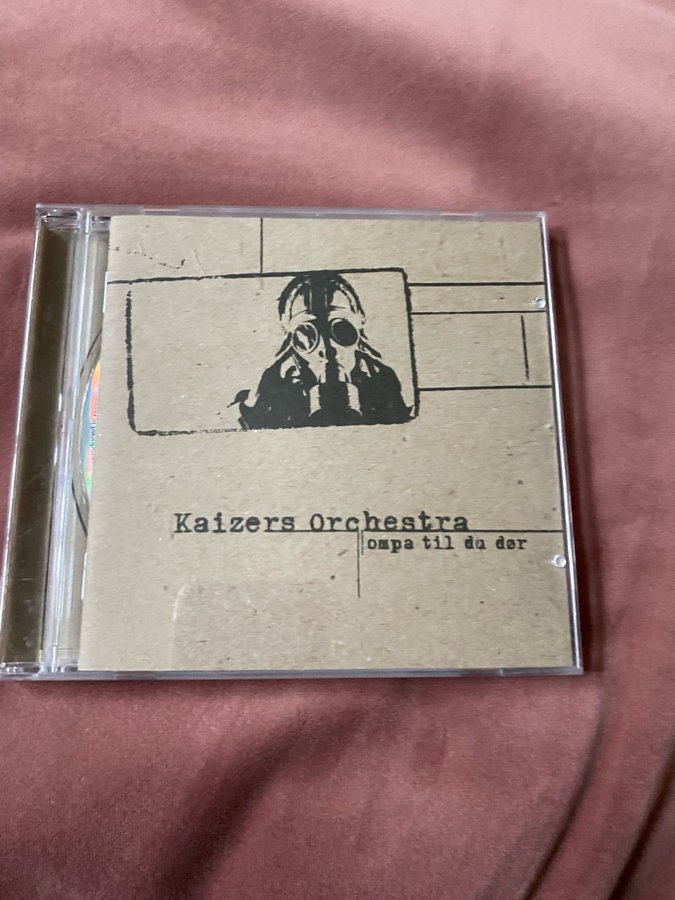 Kaizers Orchestra
ompa til du dør